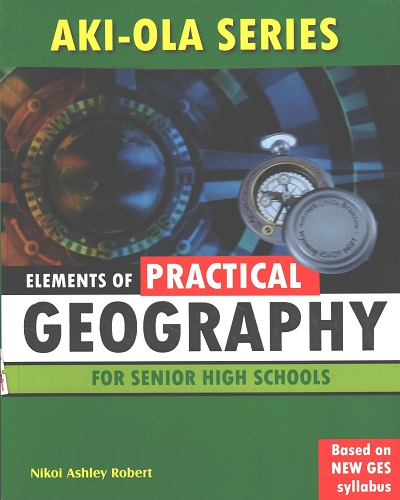 AKI-OLA SERIES
ELEMENTS OF PRACTICAL
GEOGRAPHY
FOR SENIOR HIGH SCHOOLS
Nikoi Ashley Robert
Based on
NEW GES
syllabus